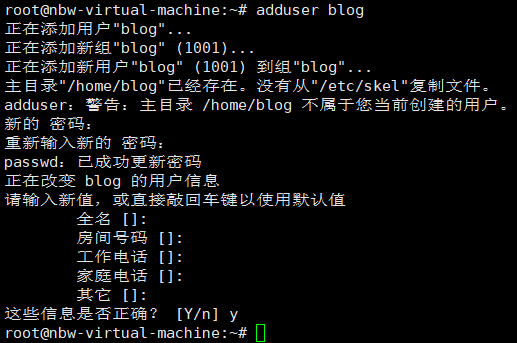 root@nbw-virtual-machine:~# adduser blog
正在添加用户"blog"...
正在添加新组"blog" (1001)...
正在添加新用户"blog" (1001) 到组"blog"...
主目录"/home/blog"已经存在。没有从"/etc/skel"复制文件。
adduser：警告：主目录 /home/blog 不属于您当前创建的用户。
新的 密码：
重新输入新的 密码：
passwd：已成功更新密码
正在改变 blog 的用户信息
请输入新值，或直接敲回车键以使用默认值
全名 []:
房间号码 []:
工作电话 []:
家庭电话 []:
其它 []:
这些信息是否正确？ [Y/n] y
root@nbw-virtual-machine:~#